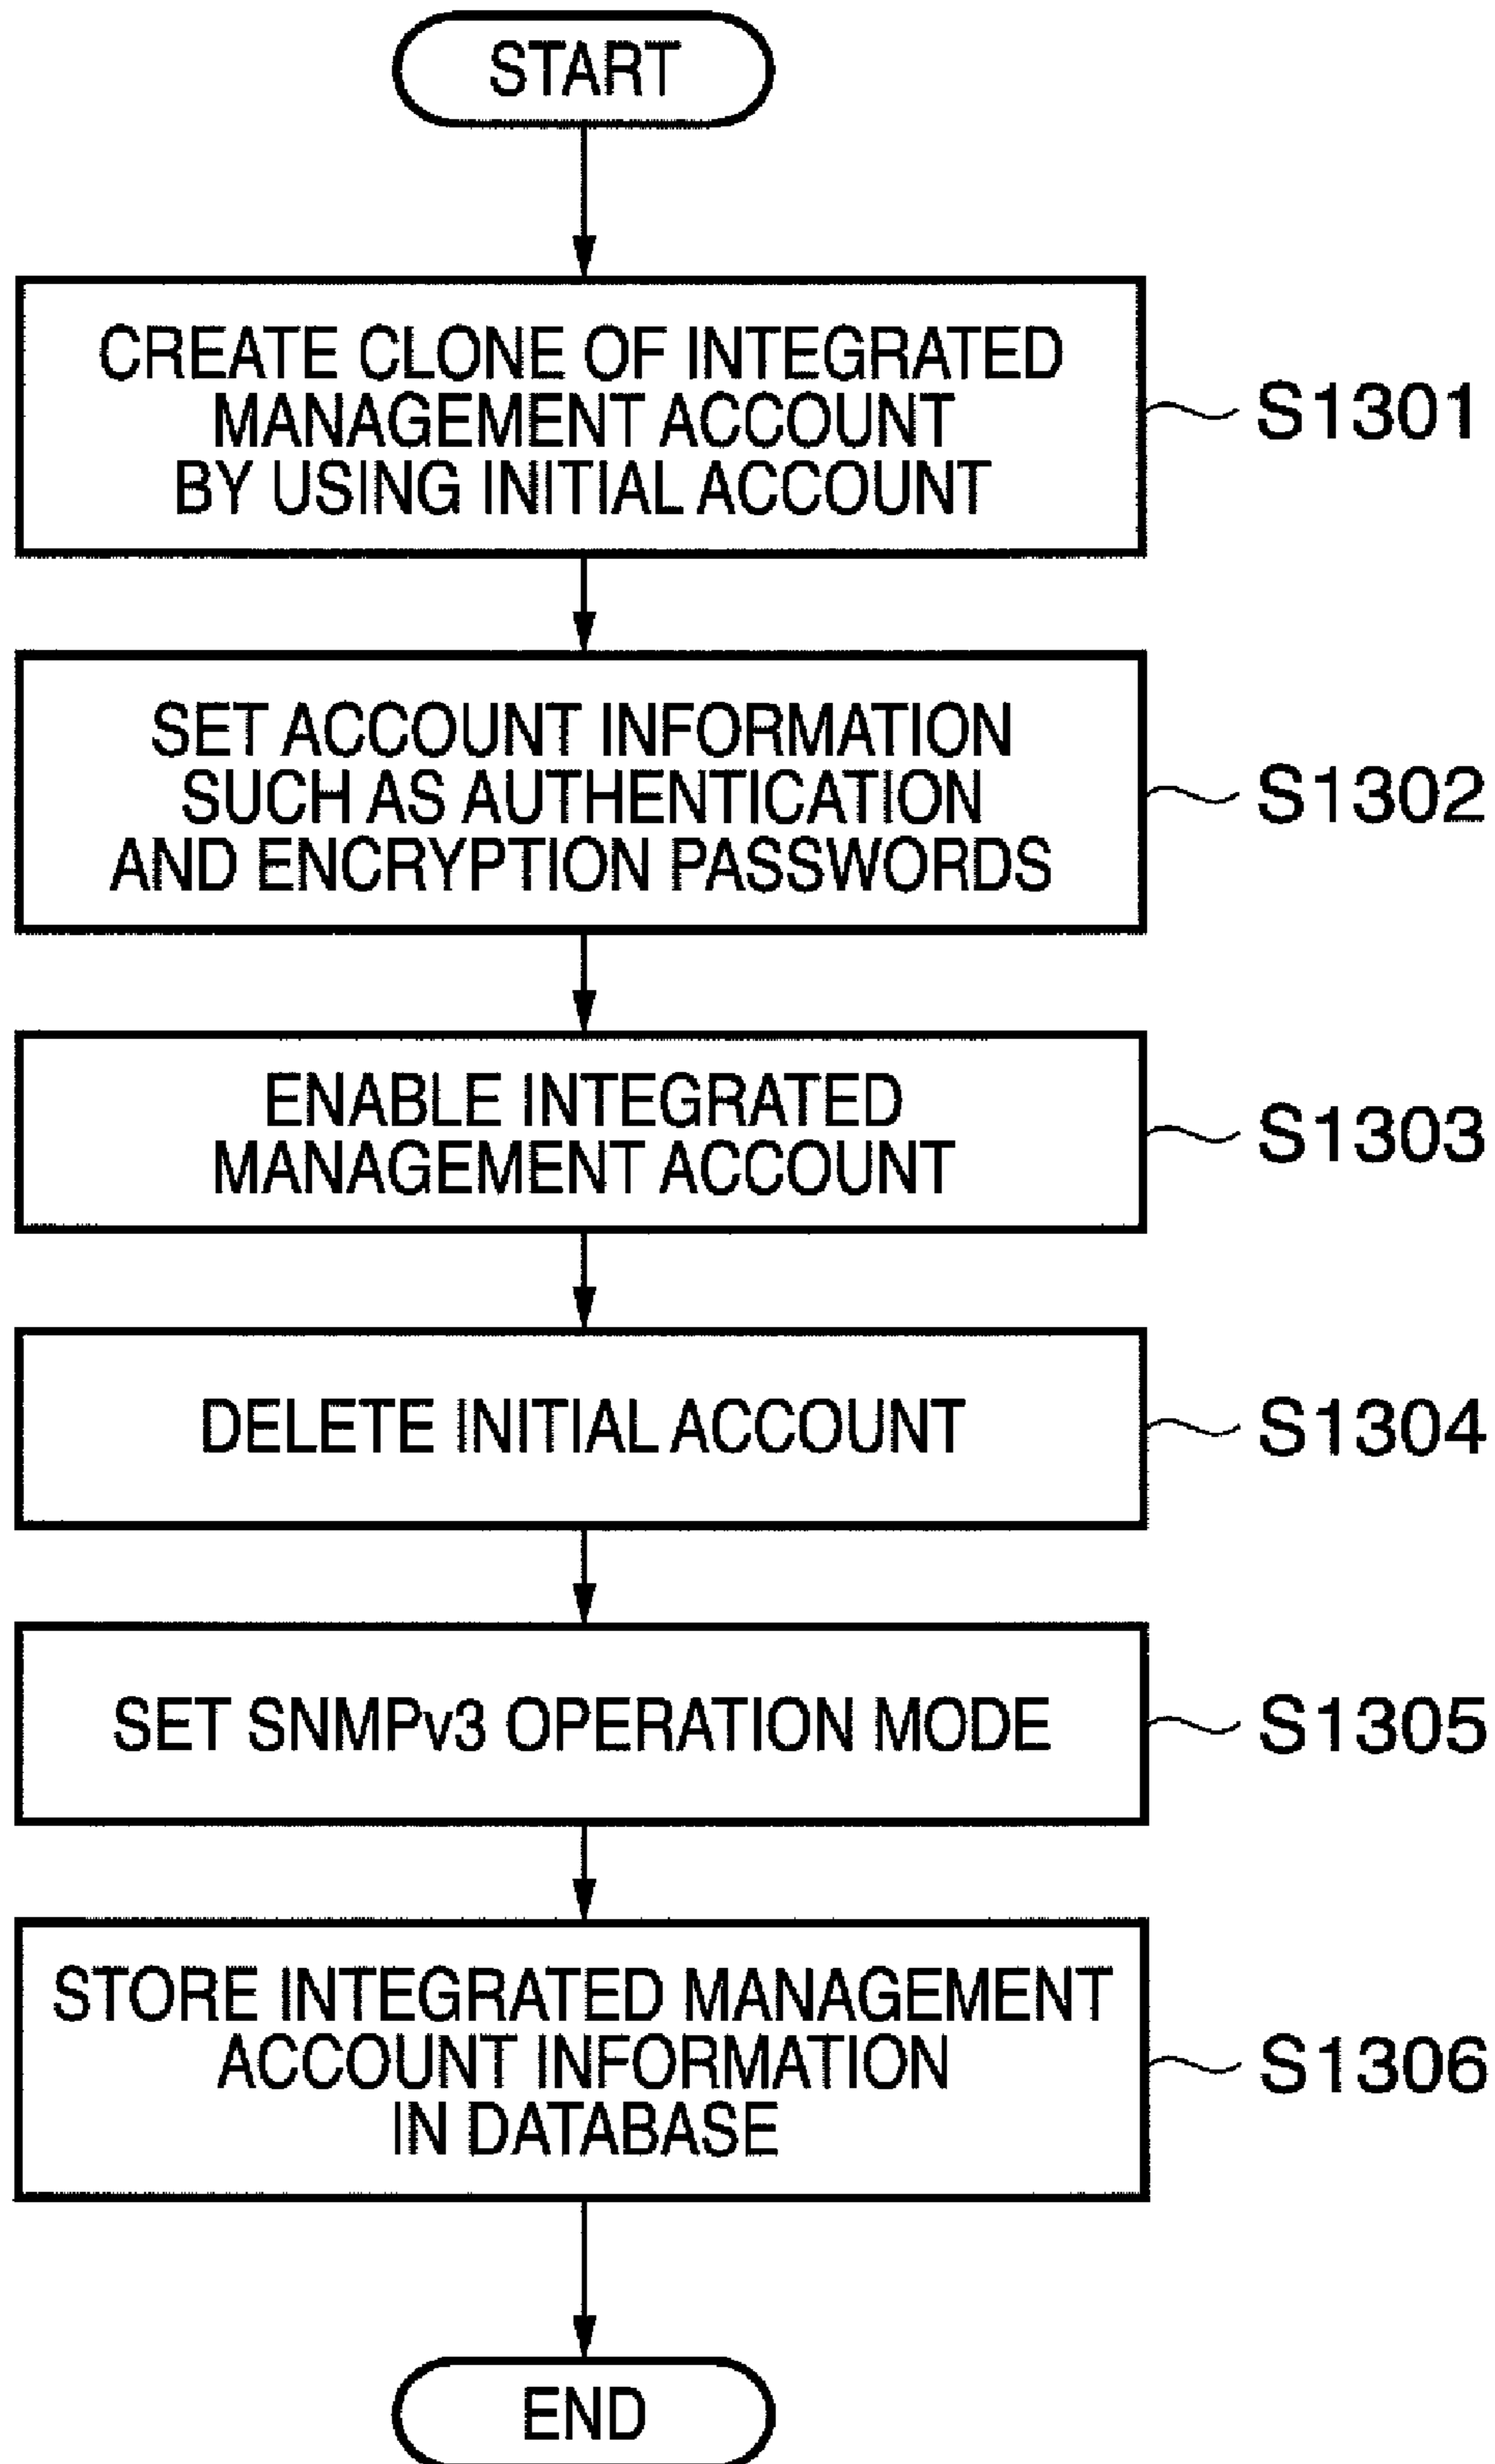 START
CREATE CLONE OF INTEGRATED
MANAGEMENT ACCOUNT
BY USING INITIAL ACCOUNT
S1301
SET ACCOUNT INFORMATION
SUCH AS AUTHENTICATION
AND ENCRYPTION PASSWORDS
S1302
ENABLE INTEGRATED
MANAGEMENT ACCOUNT
S1303
DELETE INITIAL ACCOUNT
S1304
SET SNMPv3 OPERATION MODE
S1305
STORE INTEGRATED MANAGEMENT
ACCOUNT INFORMATION
IN DATABASE
S1306
END